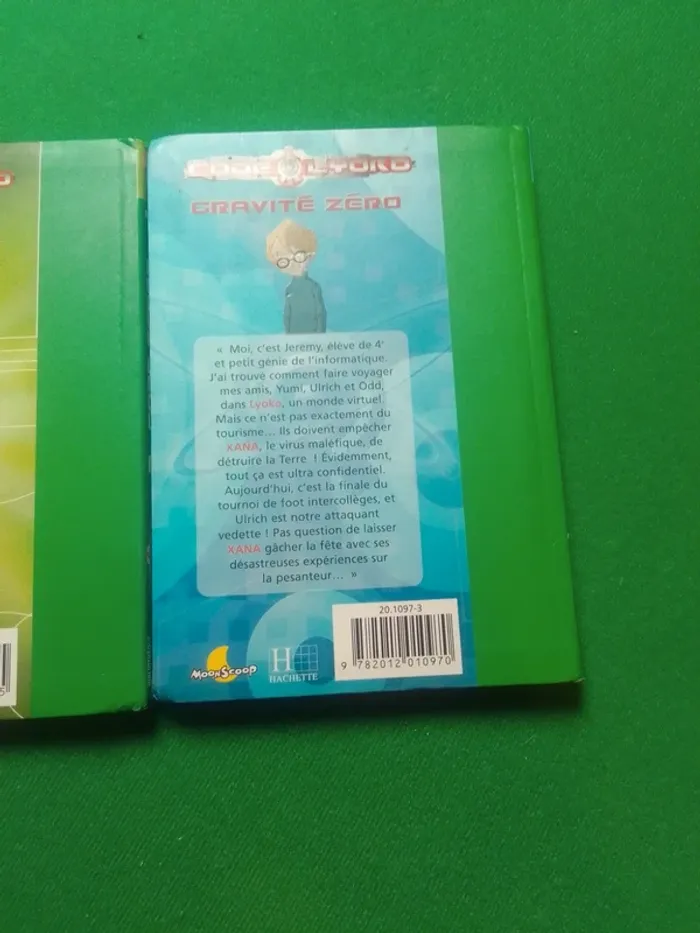 CODE LYOKO
GRAVITÉ ZÉRO
« Moi, c'est Jeremy, élève de 4e
et petit génie de l'informatique.
J'ai trouvé comment faire voyager
mes amis, Yumi, Ulrich et Odd,
dans Lyoko, un monde virtuel.
Mais ce n'est pas exactement du
tourisme... Ils doivent empêcher
XANA, le virus maléfique, de
détruire la Terre ! Évidemment,
tout ça est ultra confidentiel.
Aujourd'hui, c'est la finale du
tournoi de foot intercollèges, et
Ulrich est notre attaquant
vedette ! Pas question de laisser
XANA gâcher la fête avec ses
désastreuses expériences sur
la pesanteur... »
20.1097-3
9 782012 010970
MOONSCOOP
H
HACHETTE